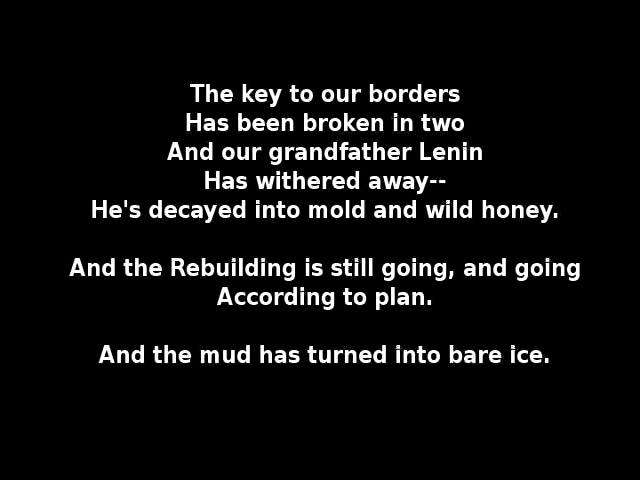 The key to our borders
Has been broken in two
And our grandfather Lenin
Has withered away--
He's decayed into mold and wild honey.
And the Rebuilding is still going, and going
According to plan.
And the mud has turned into bare ice.